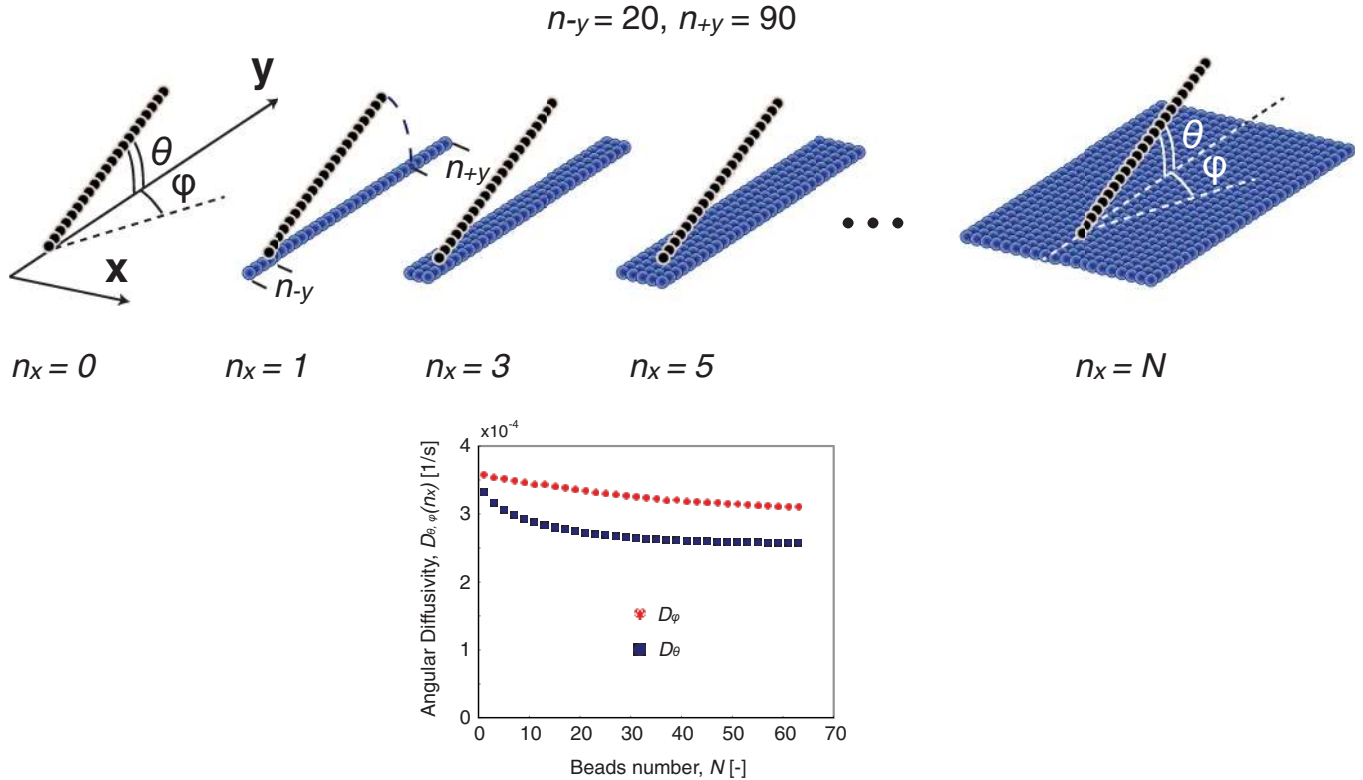 n-y = 20, n+y = 90
y
θ
φ
x
n+y
n-y
θ
φ
nx = 0
nx = 1
nx = 3
nx = 5
nx = N
x10-4
Angular Diffusivity, Dθ, φ(nx) [1/s]
4
3
2
1
0
Dφ
Dθ
0 10 20 30 40 50 60 70
Beads number, N [-]